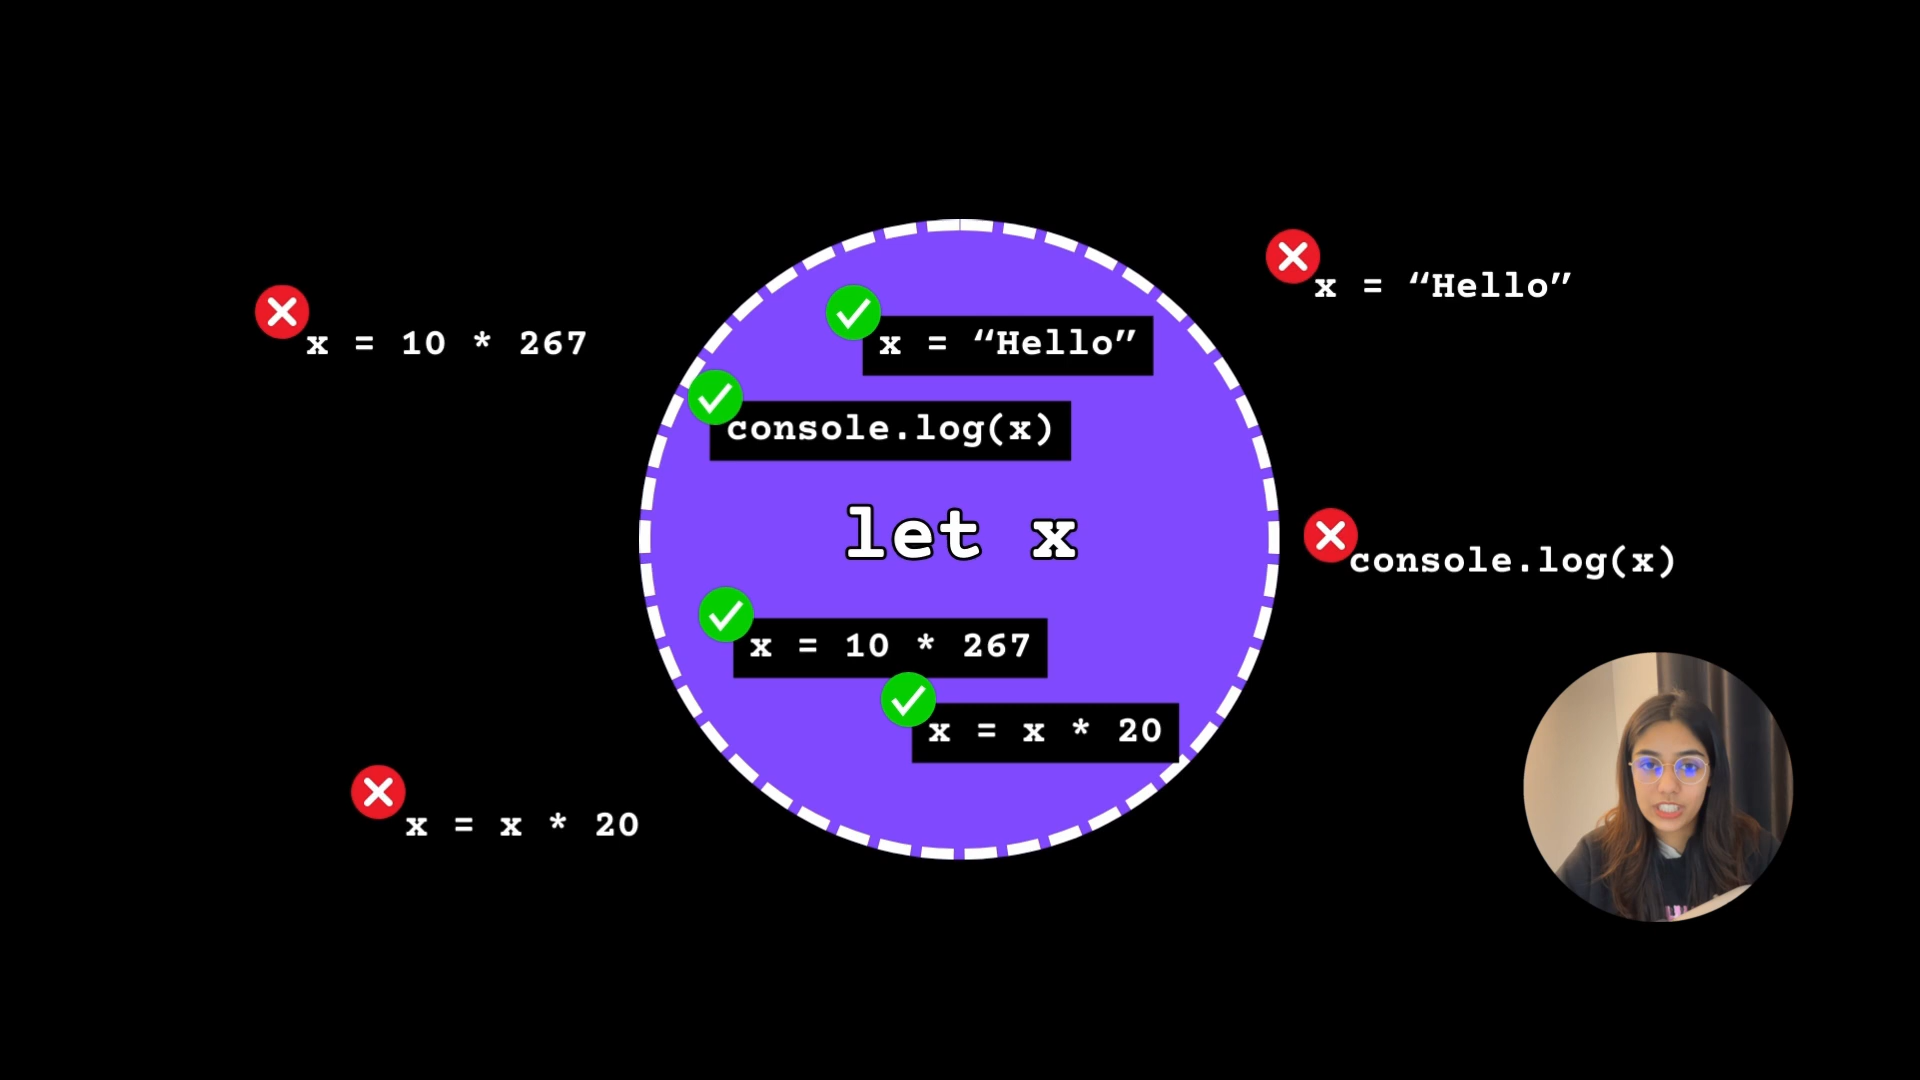 x = “Hello”
x = 10 * 267
x = “Hello”
console.log(x)
let x
console.log(x)
x = 10 * 267
x = x * 20
x = x * 20